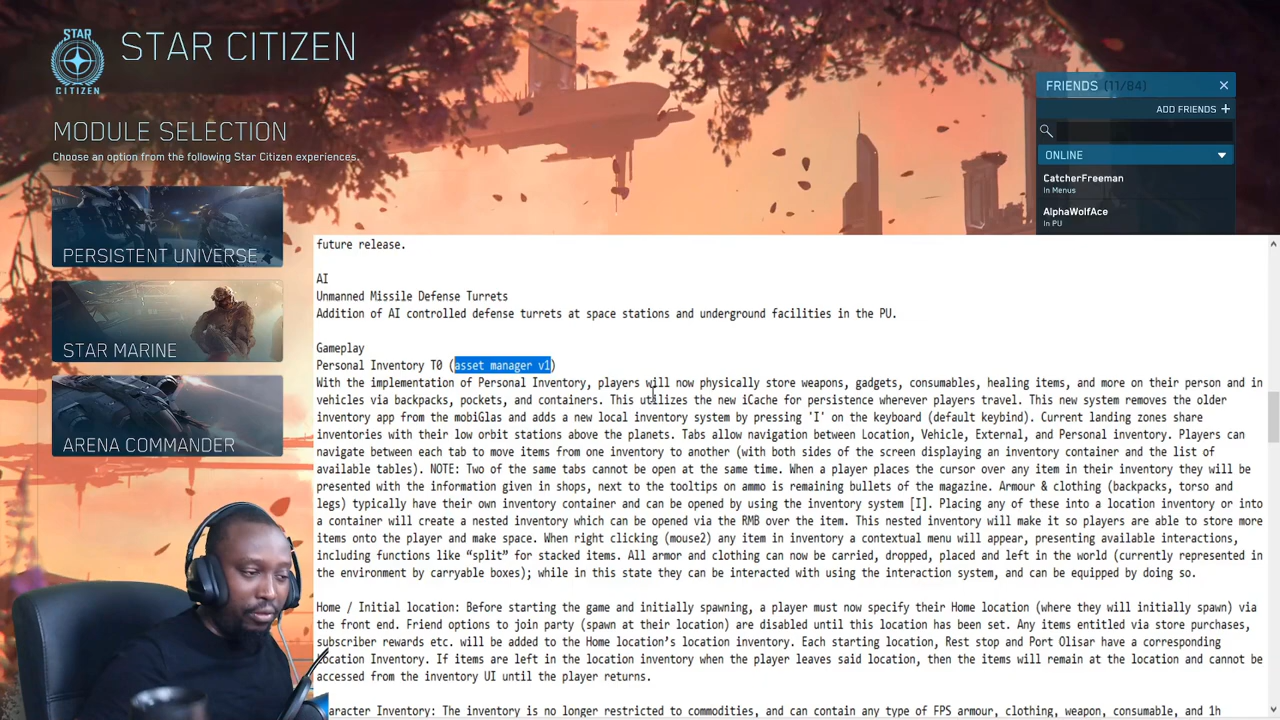 STAR
CITIZEN
STAR CITIZEN
MODULE SELECTION
Choose an option from the following Star Citizen experiences.
PERSISTENT UNIVERSE
STAR MARINE
ARENA COMMANDER
FRIENDS (11/84)
ADD FRIENDS +
ONLINE
CatcherFreeman
In Menus
AlphaWolfAce
In PU
future release.
AI
Unmanned Missile Defense Turrets
Addition of AI controlled defense turrets at space stations and underground facilities in the PU.
Gameplay
Personal Inventory T0 (asset manager v1)
With the implementation of Personal Inventory, players will now physically store weapons, gadgets, consumables, healing items, and more on their person and in
vehicles via backpacks, pockets, and containers. This utilizes the new iCache for persistence wherever players travel. This new system removes the older
inventory app from the mobiGlas and adds a new local inventory system by pressing 'I' on the keyboard (default keybind). Current landing zones share
inventories with their low orbit stations above the planets. Tabs allow navigation between Location, Vehicle, External, and Personal inventory. Players can
navigate between each tab to move items from one inventory to another (with both sides of the screen displaying an inventory container and the list of
available tables). NOTE: Two of the same tabs cannot be open at the same time. When a player places the cursor over any item in their inventory they will be
presented with the information given in shops, next to the tooltips on ammo is remaining bullets of the magazine. Armour & clothing (backpacks, torso and
legs) typically have their own inventory container and can be opened by using the inventory system [I]. Placing any of these into a location inventory or into
a container will create a nested inventory which can be opened via the RMB over the item. This nested inventory will make it so players are able to store more
items onto the player and make space. When right clicking (mouse2) any item in inventory a contextual menu will appear, presenting available interactions,
including functions like “split” for stacked items. All armor and clothing can now be carried, dropped, placed and left in the world (currently represented in
the environment by carryable boxes); while in this state they can be interacted with using the interaction system, and can be equipped by doing so.
Home / Initial location: Before starting the game and initially spawning, a player must now specify their Home location (where they will initially spawn) via
the front end. Friend options to join party (spawn at their location) are disabled until this location has been set. Any items entitled via store purchases,
subscriber rewards etc. will be added to the Home location’s location inventory. Each starting location, Rest stop and Port Olisar have a corresponding
Location Inventory. If items are left in the location inventory when the player leaves said location, then the items will remain at the location and cannot be
accessed from the inventory UI until the player returns.
aracter Inventory: The inventory is no longer restricted to commodities, and can contain any type of FPS armour, clothing, weapon, consumable, and 1h